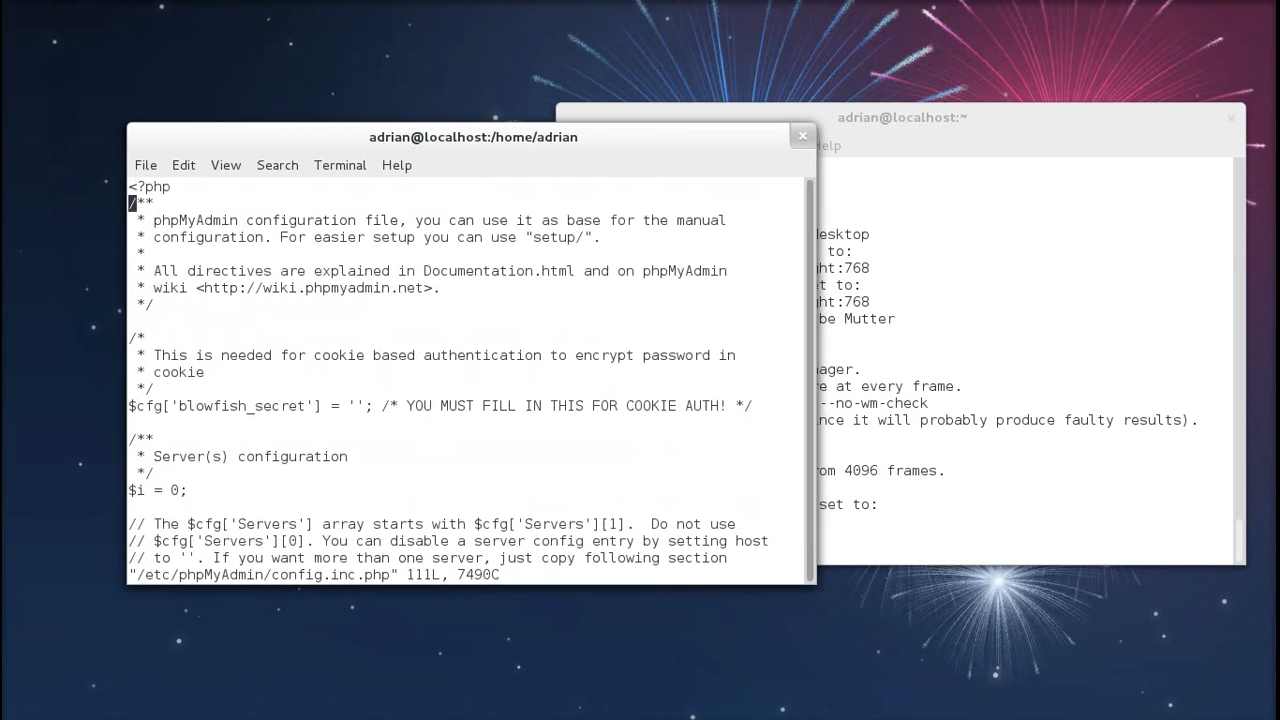 adrian@localhost:/home/adrian
File Edit View Search Terminal Help
<?php
/**
 * phpMyAdmin configuration file, you can use it as base for the manual
 * configuration. For easier setup you can use "setup/".
 *
 * All directives are explained in Documentation.html and on phpMyAdmin
 * wiki <http://wiki.phpmyadmin.net>.
 */
/*
 * This is needed for cookie based authentication to encrypt password in
 * cookie
 */
$cfg['blowfish_secret'] = ''; /* YOU MUST FILL IN THIS FOR COOKIE AUTH! */
/**
 * Server(s) configuration
 */
$i = 0;
// The $cfg['Servers'] array starts with $cfg['Servers'][1].  Do not use
// $cfg['Servers'][0]. You can disable a server config entry by setting host
// to ''. If you want more than one server, just copy following section
"/etc/phpMyAdmin/config.inc.php" 111L, 7490C
adrian@localhost:~
elp
esktop
to:
ht:768
t to:
ht:768
be Mutter
ager.
e at every frame.
--no-wm-check
nce it will probably produce faulty results).
om 4096 frames.
set to: